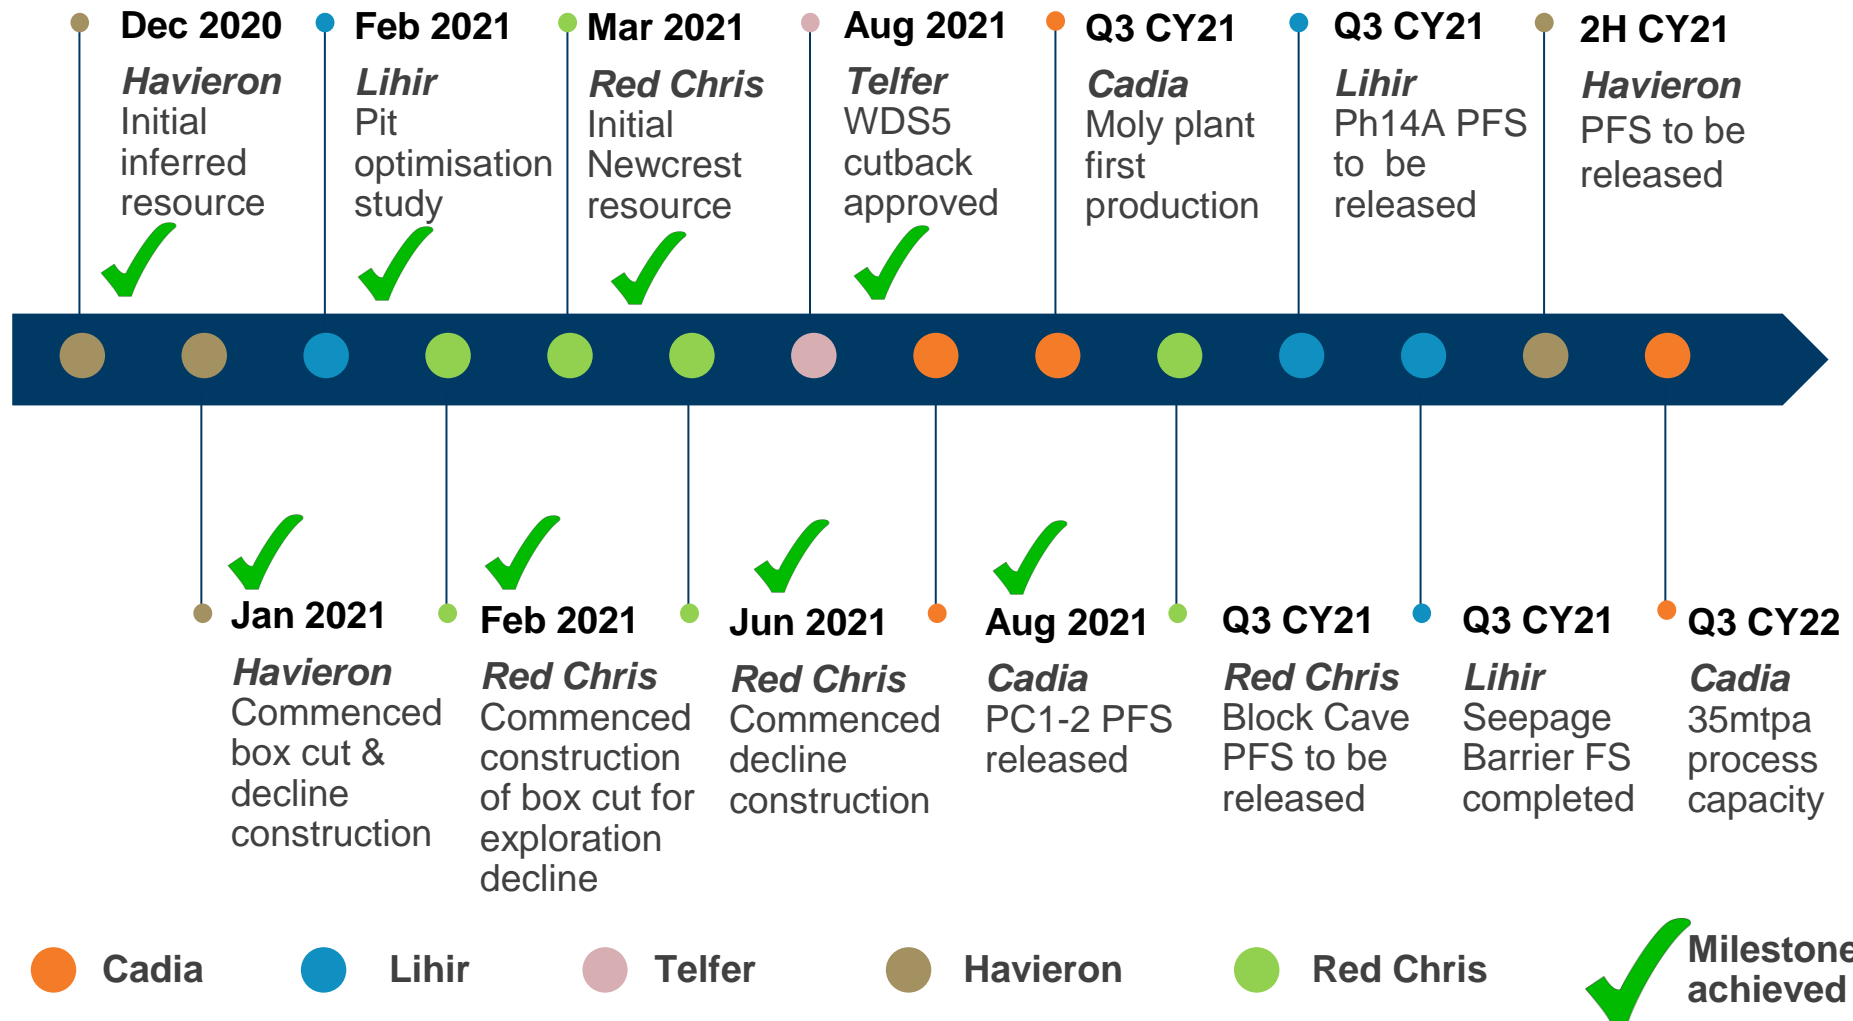 Dec 2020
Havieron
Initial
inferred
resource
Feb 2021
Lihir
Pit
optimisation
study
Mar 2021
Red Chris
Initial
Newcrest
resource
Aug 2021
Telfer
WDS5
cutback
approved
Q3 CY21
Cadia
Moly plant
first
production
Q3 CY21
Lihir
Ph14A PFS
to be
released
2H CY21
Havieron
PFS to be
released
Jan 2021
Havieron
Commenced
box cut &
decline
construction
Feb 2021
Red Chris
Commenced
construction
of box cut for
exploration
decline
Jun 2021
Red Chris
Commenced
decline
construction
Aug 2021
Cadia
PC1-2 PFS
released
Q3 CY21
Red Chris
Block Cave
PFS to be
released
Q3 CY21
Lihir
Seepage
Barrier FS
completed
Q3 CY22
Cadia
35mtpa
process
capacity
Cadia
Lihir
Telfer
Havieron
Red Chris
Milestone
achieved